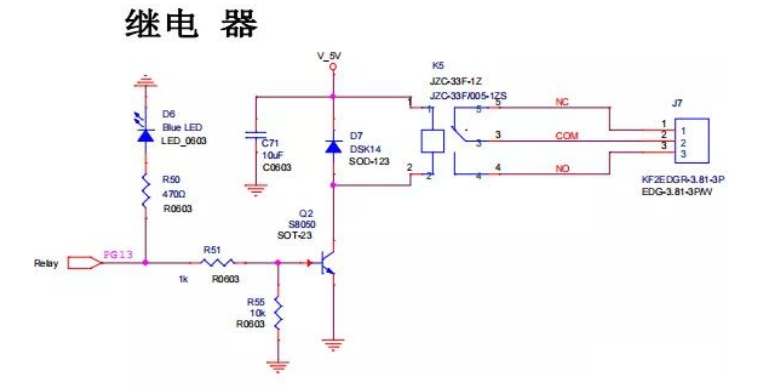 继电 器
V_5V
K5
JZC-33F-1Z
JZC-33F/005-1ZS
J7
D6
Blue LED
LED_0603
C71
10uF
C0603
D7
DSK14
SOD-123
1
1
5
5
NC
3
3
COM
2
2
4
4
NO
1
2
3
1
2
3
KF2EDGR-3.81-3P
EDG-3.81-3P/W
R50
470Ω
R0603
Q2
S8050
SOT-23
Relay
PG13
R51
1k
R0603
R55
10k
R0603